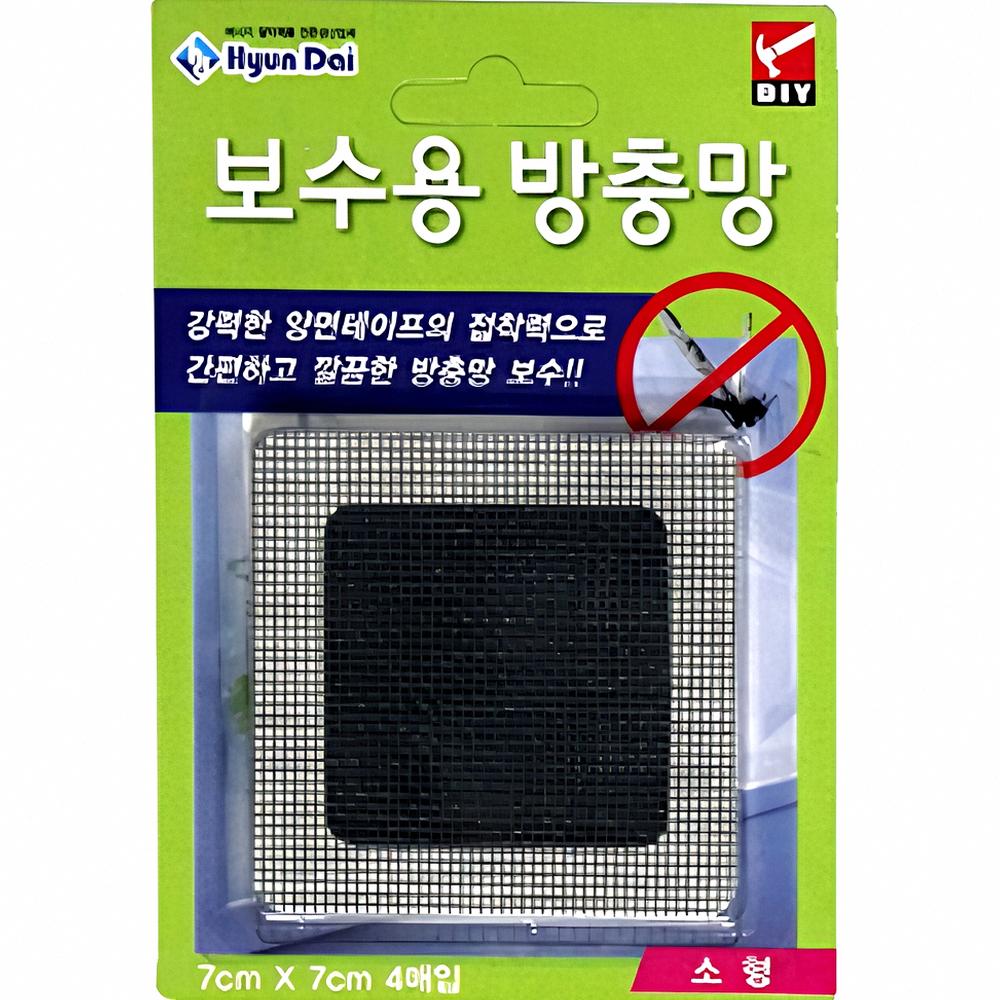 Hyun Dai
DIY
보수용 방충망
강력한 양면테이프의 접착력으로
간편하고 깔끔한 방충망 보수!!
7cm X 7cm 4매입
소 형